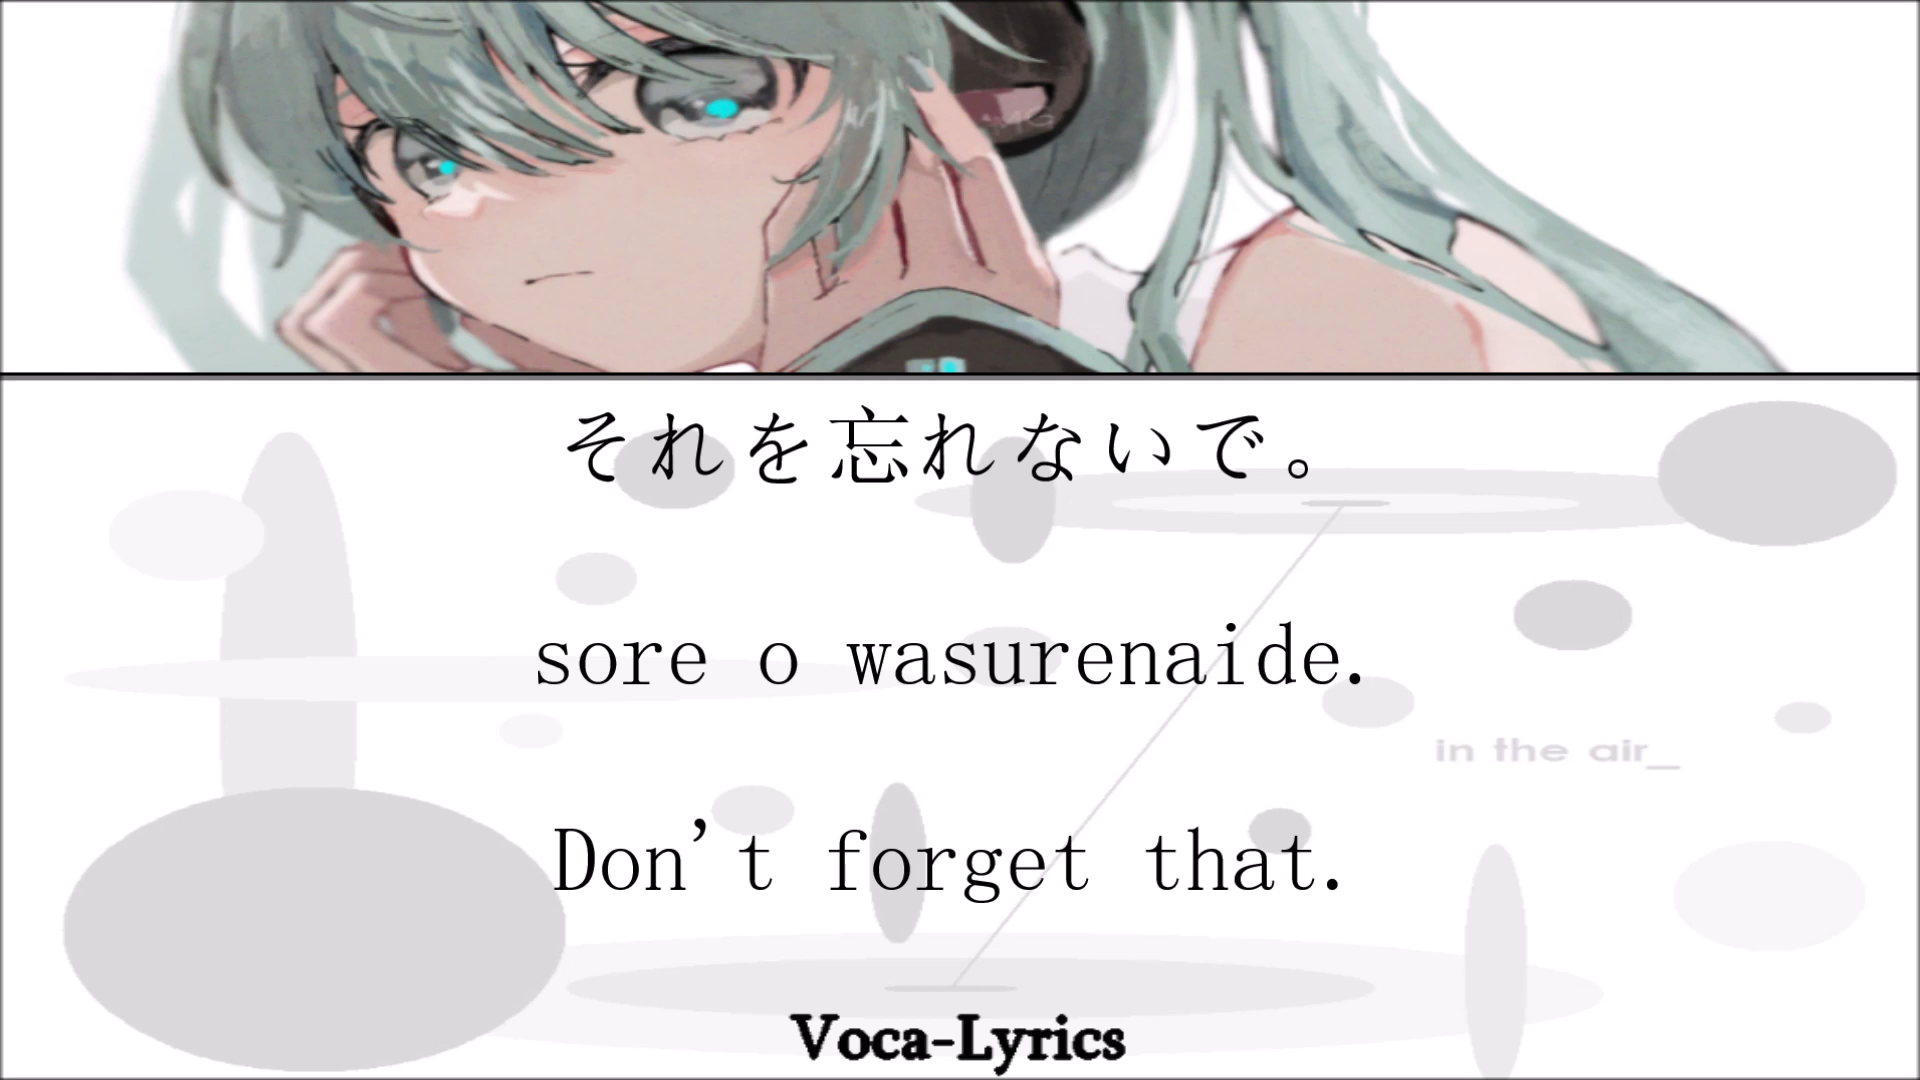 それを忘れないで。
sore o wasurenaide.
in the air_
Don't forget that.
Voca-Lyrics